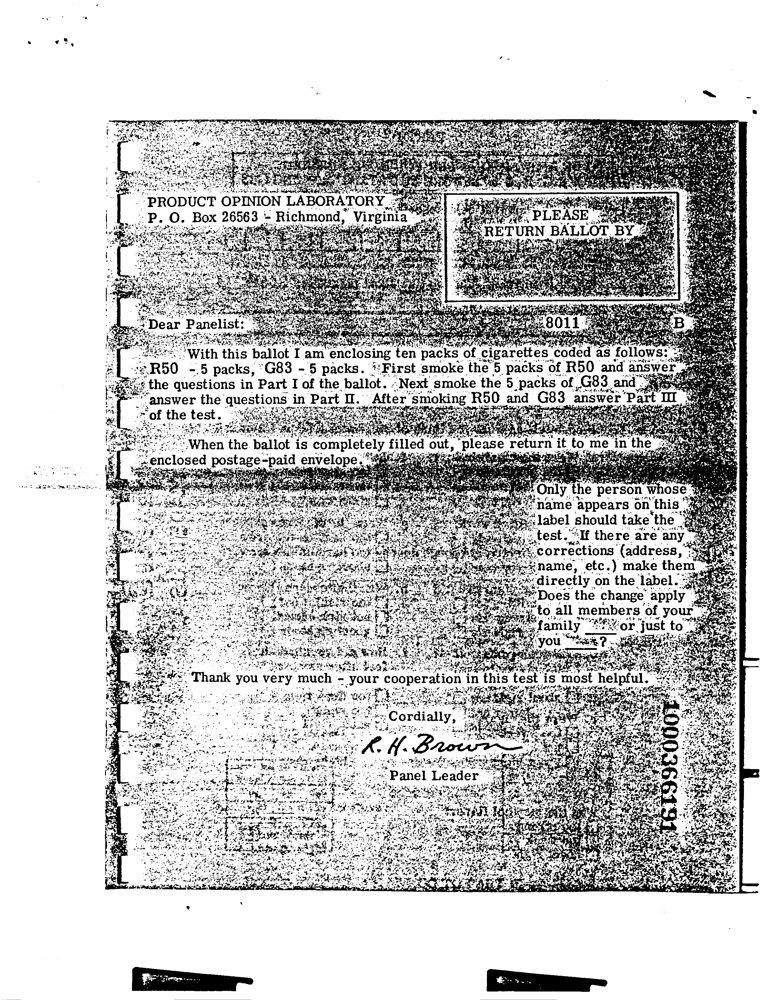 PRODUCT OPINION LABORATORY
P. O. Box 26563 - Richmond, Virginia
PLEASE
RETURN BALLOT BY
Dear Panelist:
8011
B
With this ballot I am enclosing ten packs of cigarettes coded as follows:
R50 - 5 packs, G83 - 5 packs. First smoke the 5 packs of R50 and answer
the questions in Part I of the ballot. Next smoke the 5 packs of G83 and
answer the questions in Part II. After smoking R50 and G83 answer Part III
of the test.
When the ballot is completely filled out, please return it to me in the
enclosed postage-paid envelope.
Only the person whose
name appears on this
label should take the
test. If there are any
corrections (address,
name, etc.) make them
directly on the label.
Does the change apply
to all members of your
family ___ or just to
you ___?
Thank you very much - your cooperation in this test is most helpful.
Cordially,
R. H. Brown
Panel Leader
1000366191